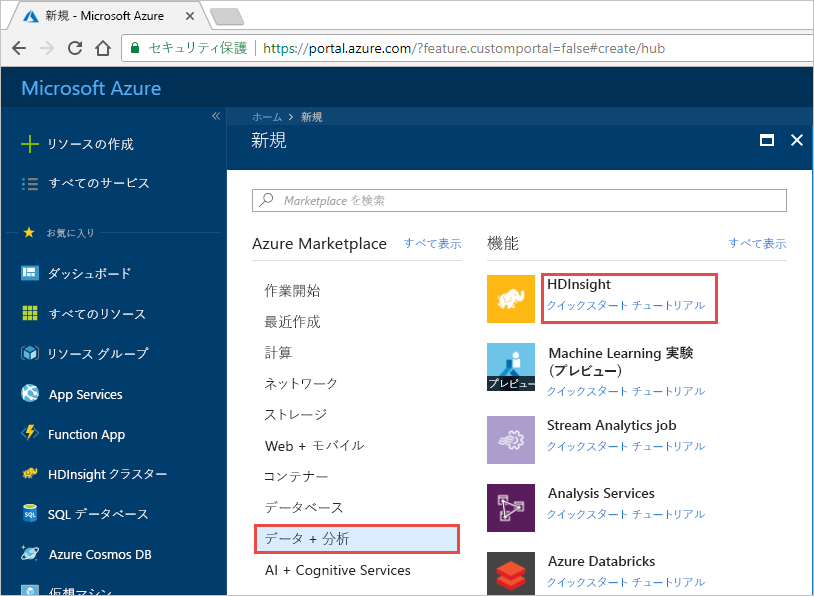 新規 - Microsoft Azure
セキュリティ保護 https://portal.azure.com/?feature.customportal=false#create/hub
Microsoft Azure
リソースの作成
すべてのサービス
お気に入り
ダッシュボード
すべてのリソース
リソース グループ
App Services
Function App
HDInsight クラスター
SQL データベース
Azure Cosmos DB
仮想マシン
ホーム > 新規
新規
Marketplace を検索
Azure Marketplace すべて表示
作業開始
最近作成
計算
ネットワーク
ストレージ
Web + モバイル
コンテナー
データベース
データ + 分析
AI + Cognitive Services
機能 すべて表示
HDInsight
クイックスタート チュートリアル
プレビュー
Machine Learning 実験
(プレビュー)
クイックスタート チュートリアル
Stream Analytics job
クイックスタート チュートリアル
Analysis Services
クイックスタート チュートリアル
Azure Databricks
クイックスタート チュートリアル